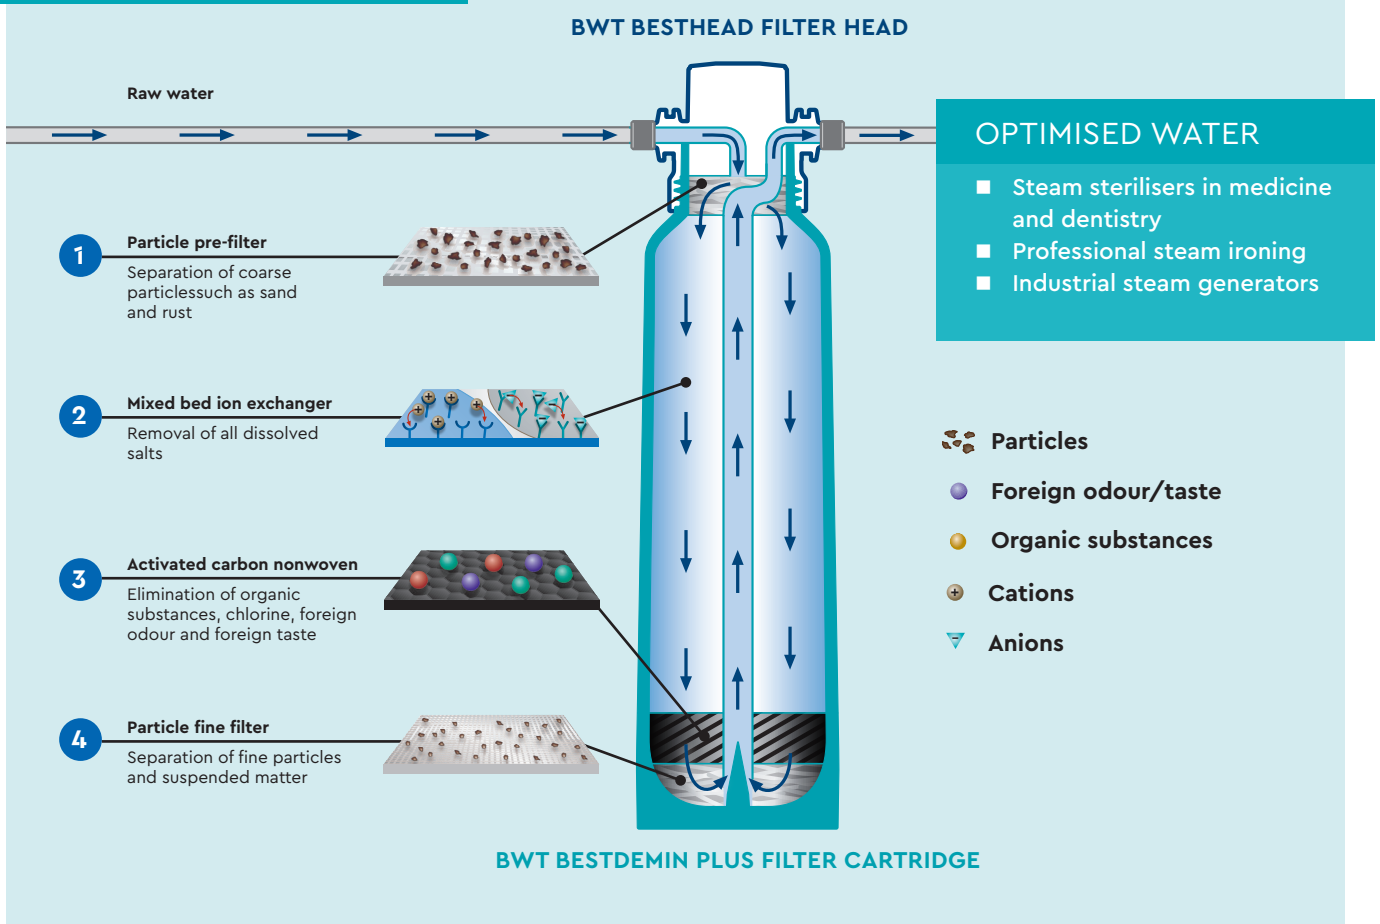 BWT BESTHEAD FILTER HEAD
Raw water
OPTIMISED WATER
Steam sterilisers in medicine
and dentistry
Professional steam ironing
Industrial steam generators
1
Particle pre-filter
Separation of coarse
particlessuch as sand
and rust
2
Mixed bed ion exchanger
Removal of all dissolved
salts
3
Activated carbon nonwoven
Elimination of organic
substances, chlorine, foreign
odour and foreign taste
4
Particle fine filter
Separation of fine particles
and suspended matter
Particles
Foreign odour/taste
Organic substances
Cations
Anions
BWT BESTDEMIN PLUS FILTER CARTRIDGE